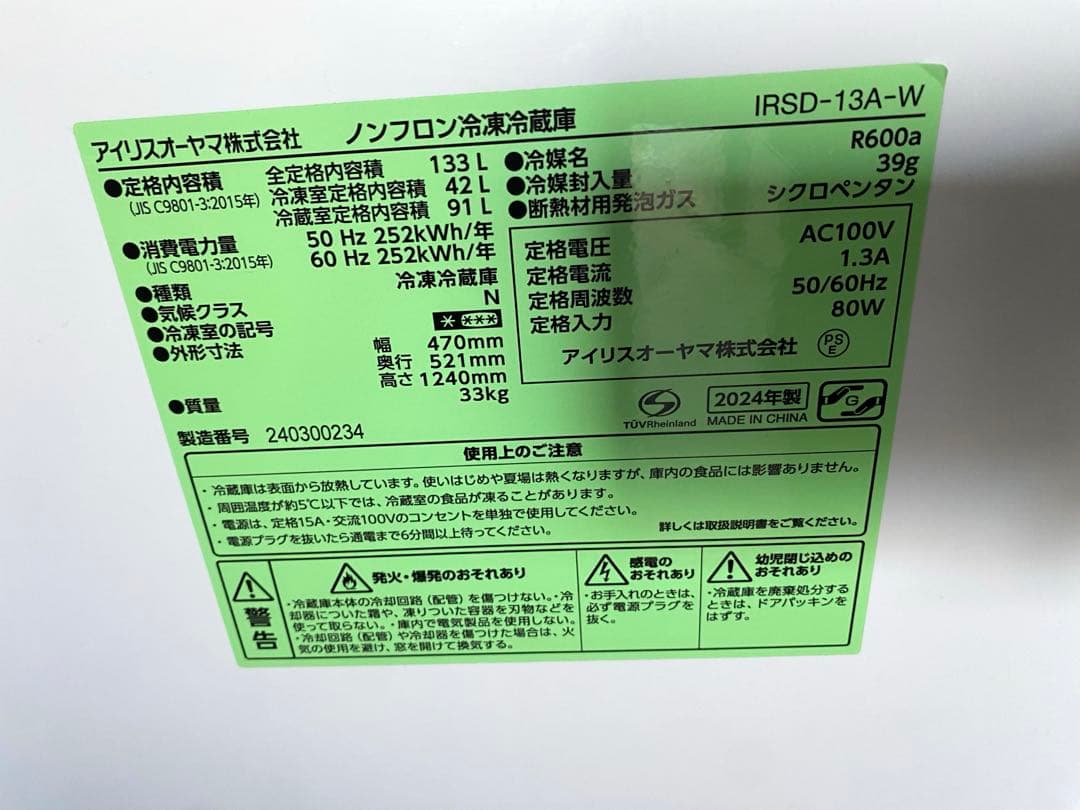 アイリスオーヤマ株式会社 ノンフロン冷凍冷蔵庫 IRSD-13A-W
●定格内容積 全定格内容積 133 L
(JIS C9801-3:2015年) 冷凍室定格内容積 42 L
冷蔵室定格内容積 91 L
●消費電力量 50 Hz 252kWh/年
(JIS C9801-3:2015年) 60 Hz 252kWh/年
●種類 冷凍冷蔵庫
●気候クラス N
●冷凍室の記号
●外形寸法 幅 470mm
奥行 521mm
高さ 1240mm
●質量 33kg
製造番号 240300234
●冷媒名 R600a
●冷媒封入量 39g
●断熱材用発泡ガス シクロペンタン
定格電圧 AC100V
定格電流 1.3A
定格周波数 50/60Hz
定格入力 80W
アイリスオーヤマ株式会社 PSE
TÜVRheinland
2024年製
MADE IN CHINA
G
使用上のご注意
・冷蔵庫は表面から放熱しています。使いはじめや夏場は熱くなりますが、庫内の食品には影響ありません。
・周囲温度が約5℃以下では、冷蔵室の食品が凍ることがあります。
・電源は、定格15A・交流100Vのコンセントを単独で使用してください。
・電源プラグを抜いたら通電まで6分間以上待ってください。
詳しくは取扱説明書をご覧ください。
警告
発火・爆発のおそれあり
・冷蔵庫本体の冷却回路(配管)を傷つけない。・冷
却器についた霜や、凍りついた容器を刃物などを
使って取らない。・庫内で電気製品を使用しない。
・冷却回路(配管)や冷却器を傷つけた場合は、火
気の使用を避け、窓を開けて換気する。
感電の
おそれあり
・お手入れのときは、
必ず電源プラグを
抜く。
幼児閉じ込めの
おそれあり
・冷蔵庫を廃棄処分する
ときは、ドアパッキンを
はずす。